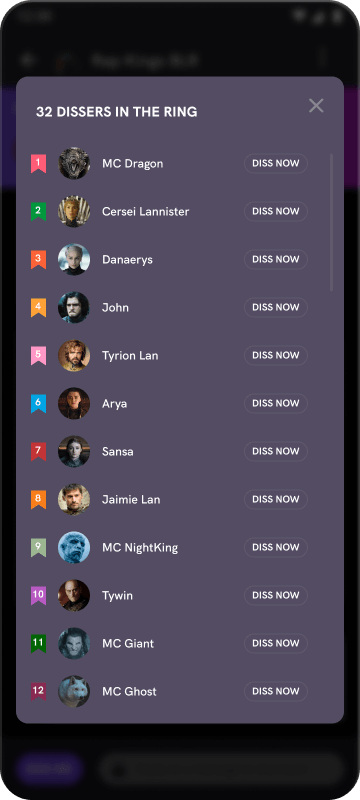 32 DISSERS IN THE RING
1 MC Dragon DISS NOW
2 Cersei Lannister DISS NOW
3 Danaerys DISS NOW
4 John DISS NOW
5 Tyrion Lan DISS NOW
6 Arya DISS NOW
7 Sansa DISS NOW
8 Jaimie Lan DISS NOW
9 MC NightKing DISS NOW
10 Tywin DISS NOW
11 MC Giant DISS NOW
12 MC Ghost DISS NOW